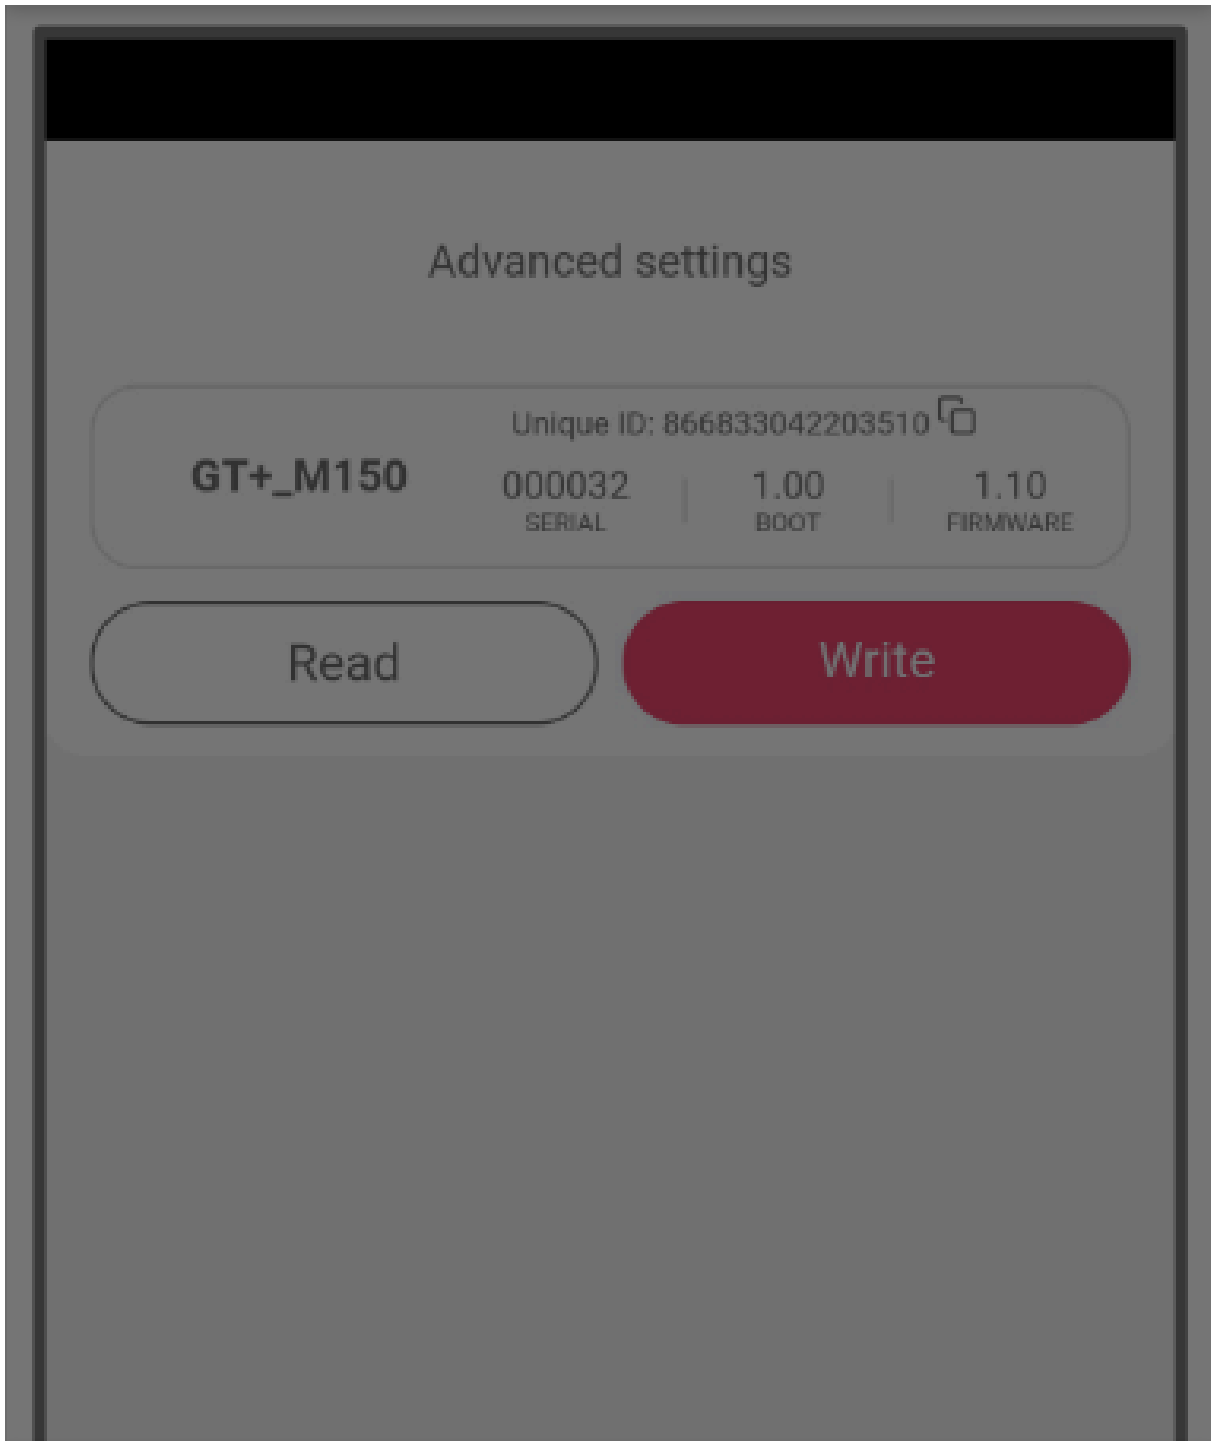 Advanced settings
Unique ID: 866833042203510
GT+_M150
000032
SERIAL
1.00
BOOT
1.10
FIRMWARE
Read
Write